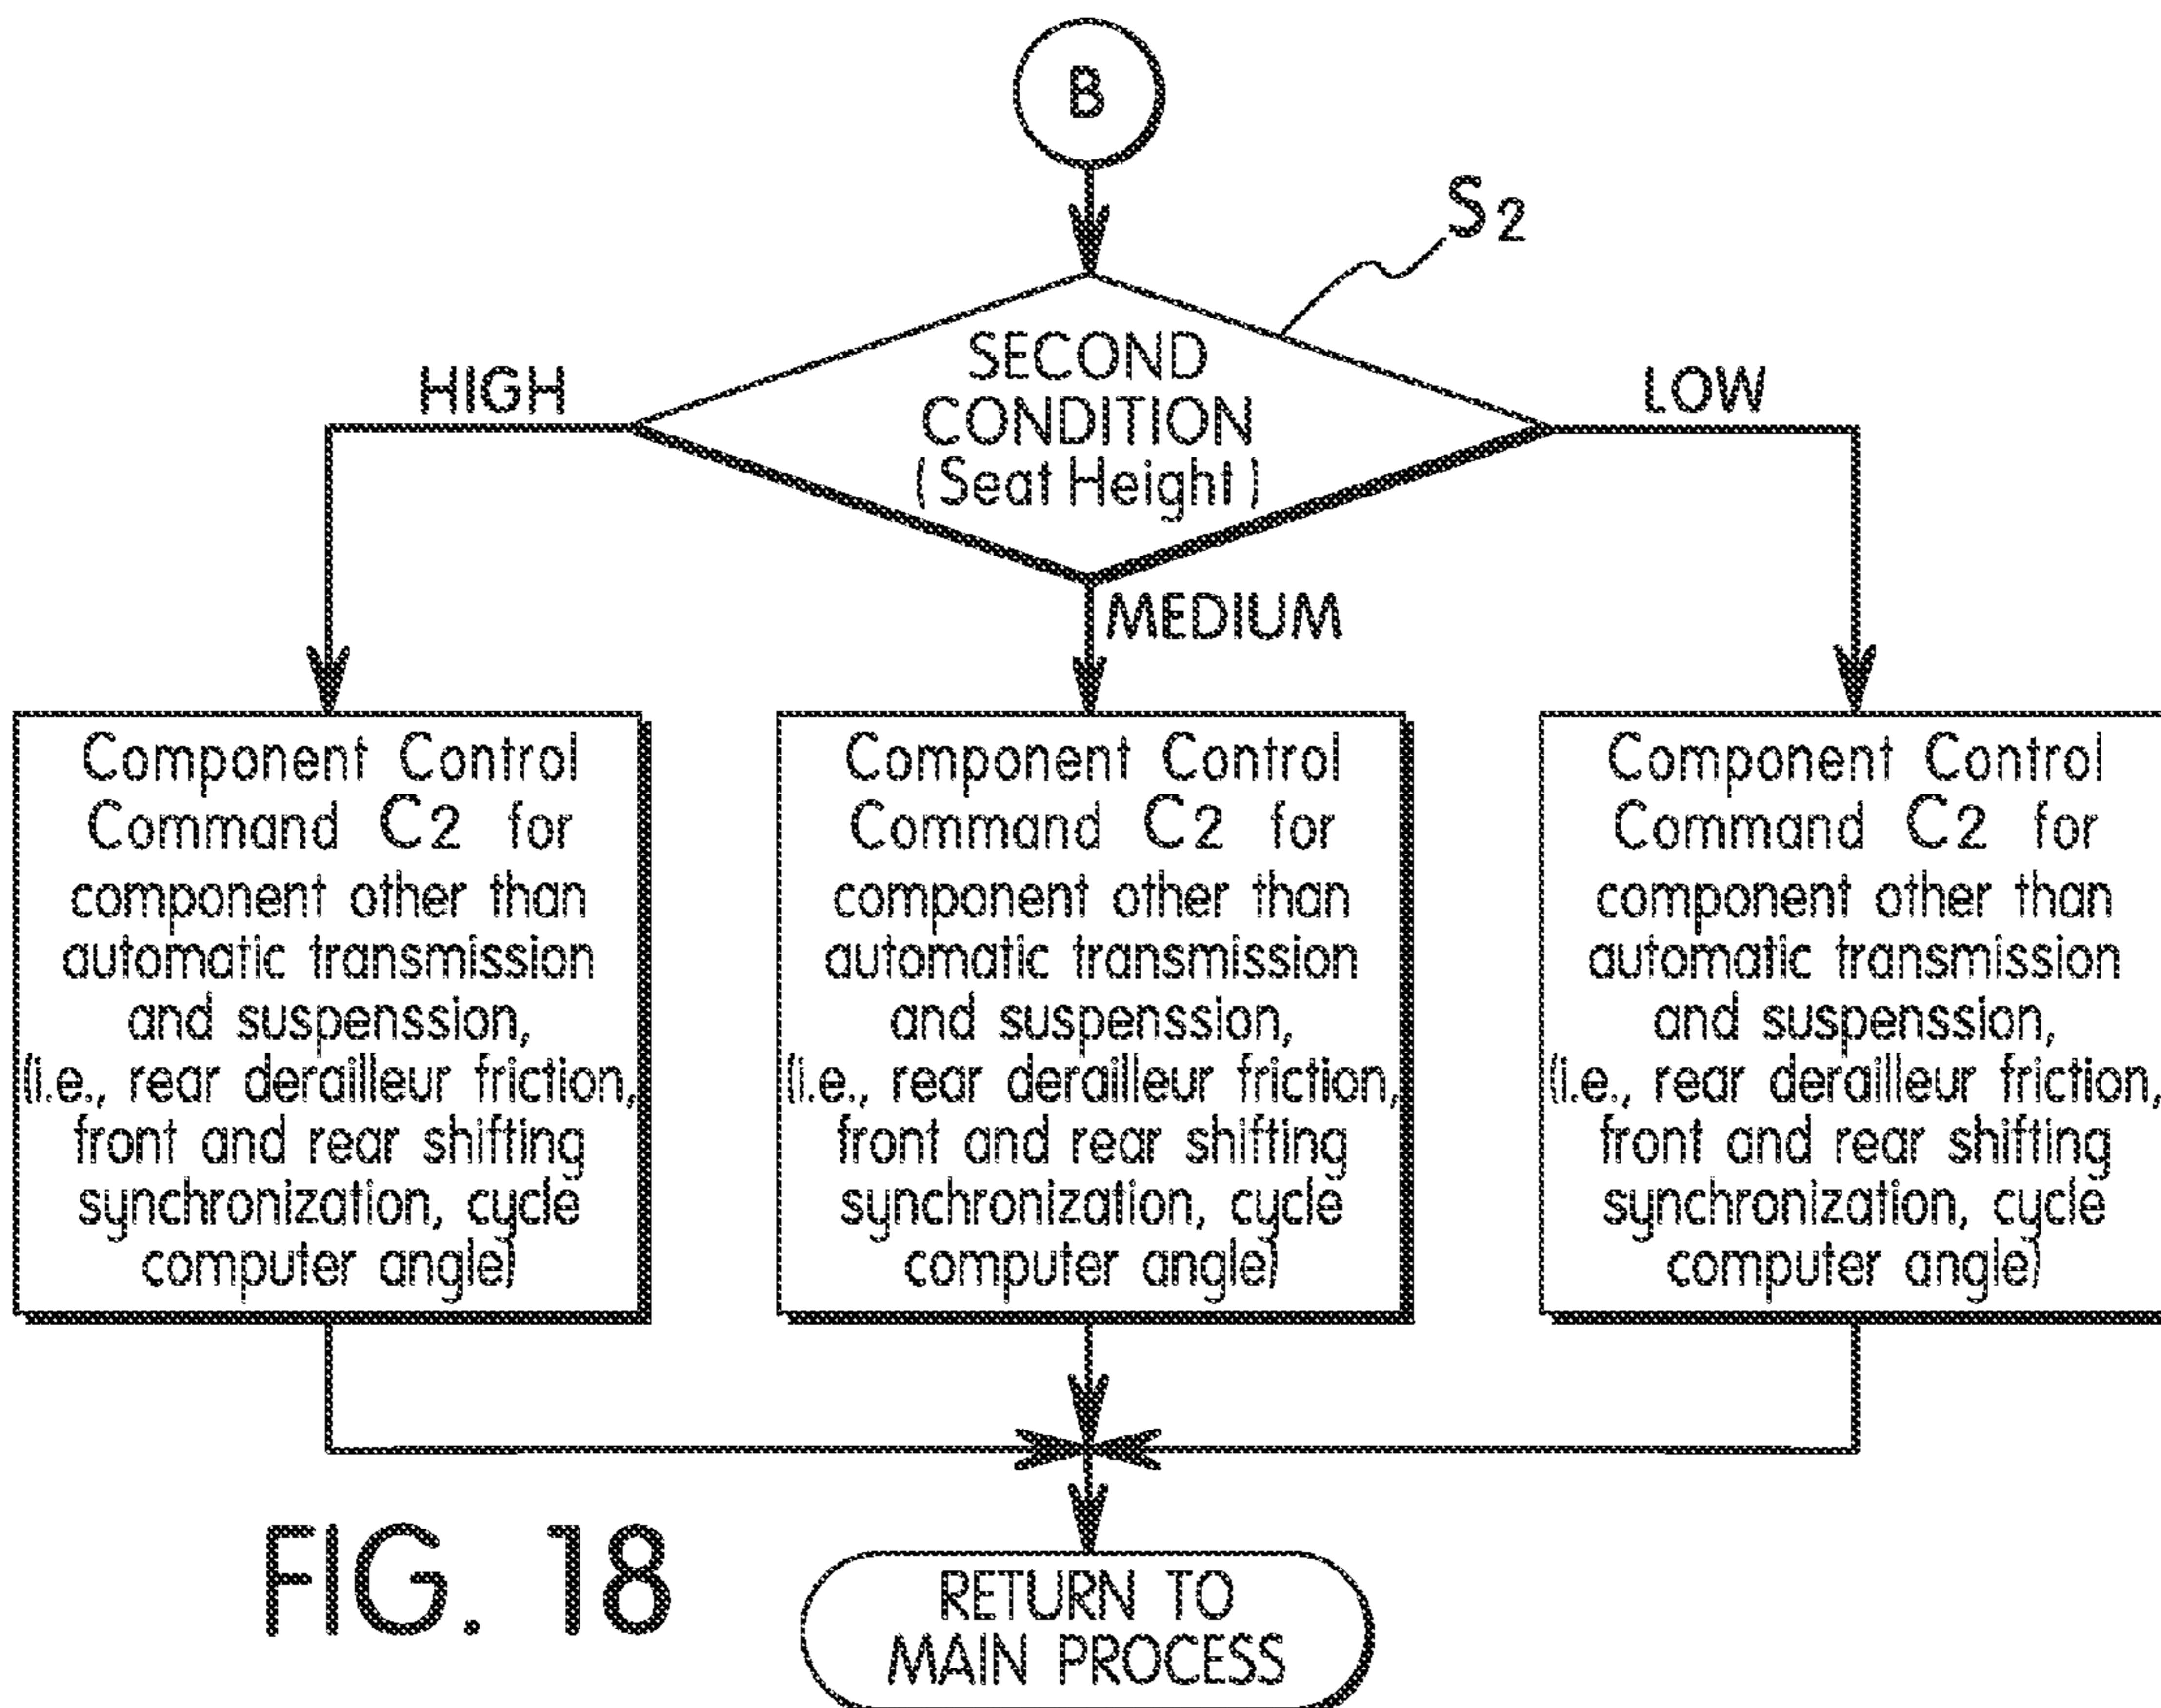 B
S2
SECOND
CONDITION
(Seat Height)
HIGH
LOW
MEDIUM
Component Control
Command C2 for
component other than
automatic transmission
and suspenssion,
(i.e., rear derailleur friction,
front and rear shifting
synchronization, cycle
computer angle)
Component Control
Command C2 for
component other than
automatic transmission
and suspenssion,
(i.e., rear derailleur friction,
front and rear shifting
synchronization, cycle
computer angle)
Component Control
Command C2 for
component other than
automatic transmission
and suspenssion,
(i.e., rear derailleur friction,
front and rear shifting
synchronization, cycle
computer angle)
FIG. 18
RETURN TO
MAIN PROCESS